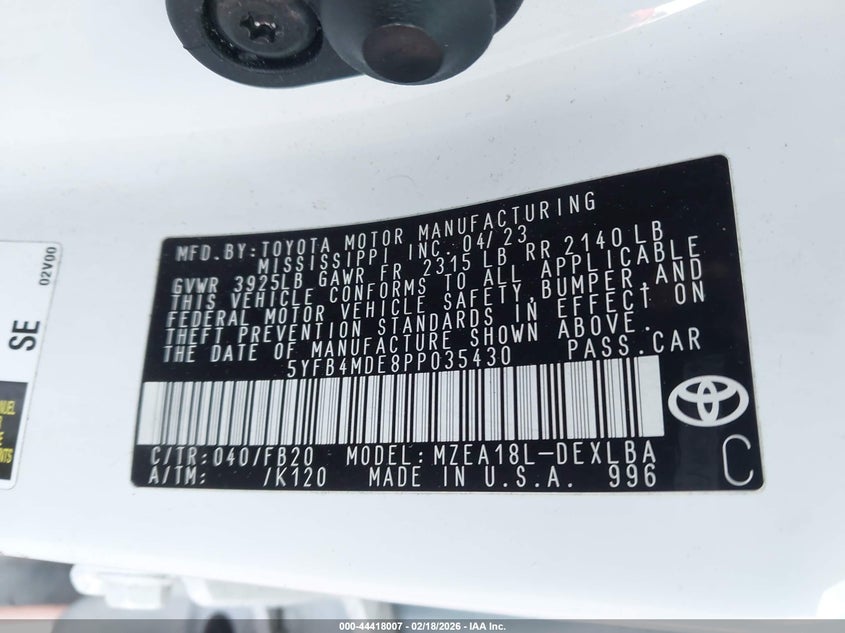 MFD.BY:TOYOTA MOTOR MANUFACTURING
MISSISSIPPI INC. 04/23
GVWR 3925LB GAWR FR 2315 LB RR 2140LB
THIS VEHICLE CONFORMS TO ALL APPLICABLE
FEDERAL MOTOR VEHICLE SAFETY,BUMPER,AND
THEFT PREVENTION STANDARDS IN EFFECT ON
THE DATE OF MANUFACTURE SHOWN ABOVE.
5YFB4MDE8PP035430 PASS.CAR
C/TR:040/FB20 MODEL:MZEA18L-DEXLBA
A/TM: /K120 MADE IN U.S.A. 996
C
02V00
SE
000-44418007 - 02/18/2026 - IAA Inc.